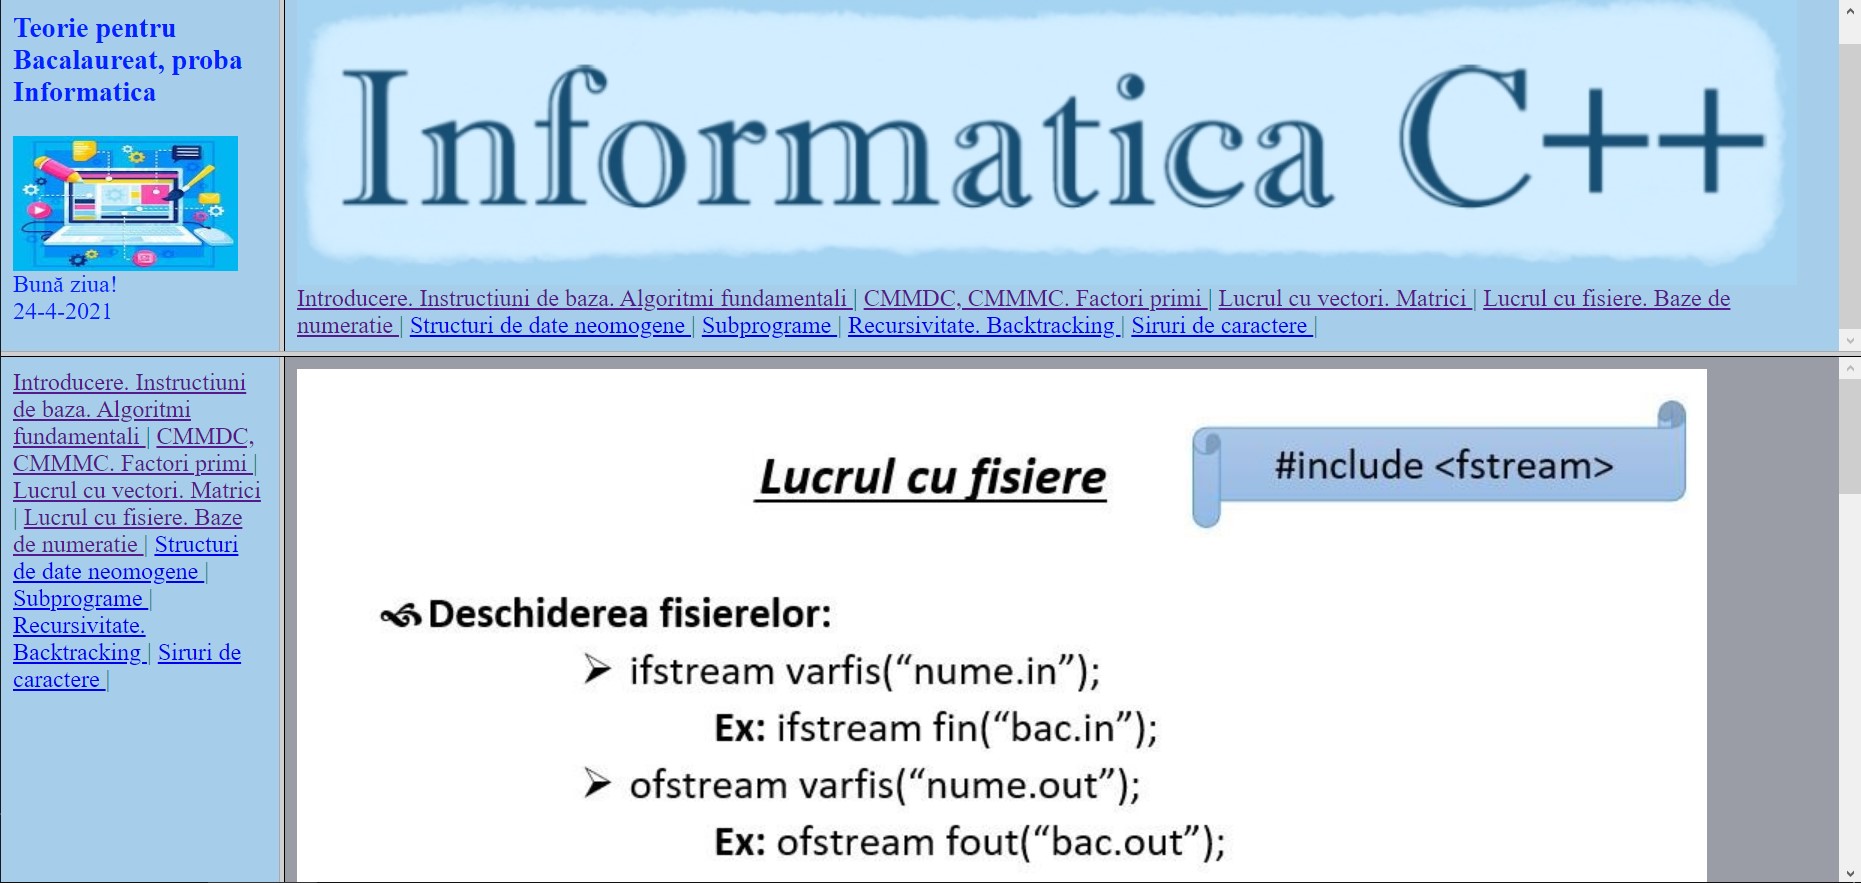 Teorie pentru
Bacalaureat, proba
Informatica
Bună ziua!
24-4-2021
Informatica C++
Introducere. Instructiuni de baza. Algoritmi fundamentali | CMMDC, CMMMC. Factori primi | Lucrul cu vectori. Matrici | Lucrul cu fisiere. Baze de
numeratie | Structuri de date neomogene | Subprograme | Recursivitate. Backtracking | Siruri de caractere |
Introducere. Instructiuni
de baza. Algoritmi
fundamentali | CMMDC,
CMMMC. Factori primi |
Lucrul cu vectori. Matrici
| Lucrul cu fisiere. Baze
de numeratie | Structuri
de date neomogene |
Subprograme |
Recursivitate.
Backtracking | Siruri de
caractere |
Lucrul cu fisiere
#include <fstream>
Deschiderea fisierelor:
ifstream varfis(“nume.in”);
Ex: ifstream fin(“bac.in”);
ofstream varfis(“nume.out”);
Ex: ofstream fout(“bac.out”);